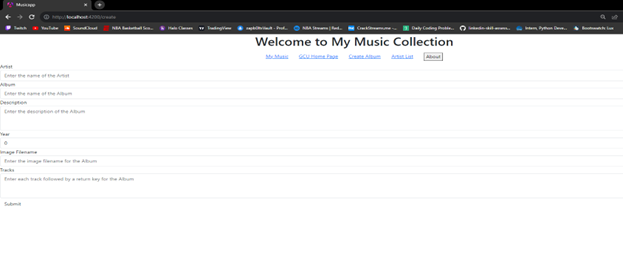 Musicapp
http://localhost:4200/create
Twitch YouTube SoundCloud NBA Basketball Sco... Halo Classes TradingView NBA Streams | Red... CrackStreams.me - ... Daily Coding Proble... linkedin-skill-assess... Intern, Python Deve... Bootswatch: Lux
Welcome to My Music Collection
My Music GCU Home Page Create Album Artist List About
Artist
Enter the name of the Artist
Album
Enter the name of the Album
Description
Enter the description of the Album
Year
0
Image Filename
Enter the image filename for the Album
Tracks
Enter each track followed by a return key for the Album
Submit